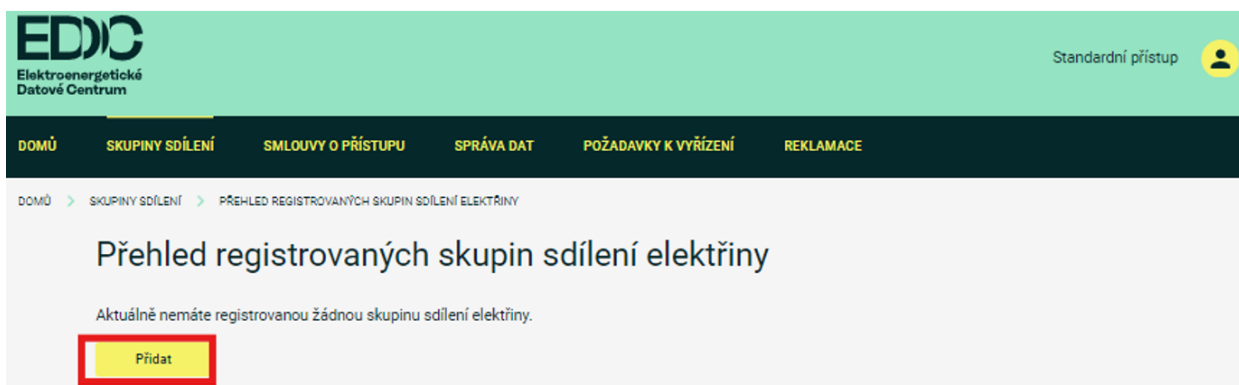 EDC
Elektroenergetické
Datové Centrum
Standardní přístup
DOMŮ SKUPINY SDÍLENÍ SMLOUVY O PŘÍSTUPU SPRÁVA DAT POŽADAVKY K VYŘÍZENÍ REKLAMACE
DOMŮ > SKUPINY SDÍLENÍ > PŘEHLED REGISTROVANÝCH SKUPIN SDÍLENÍ ELEKTŘINY
Přehled registrovaných skupin sdílení elektřiny
Aktuálně nemáte registrovanou žádnou skupinu sdílení elektřiny.
Přidat